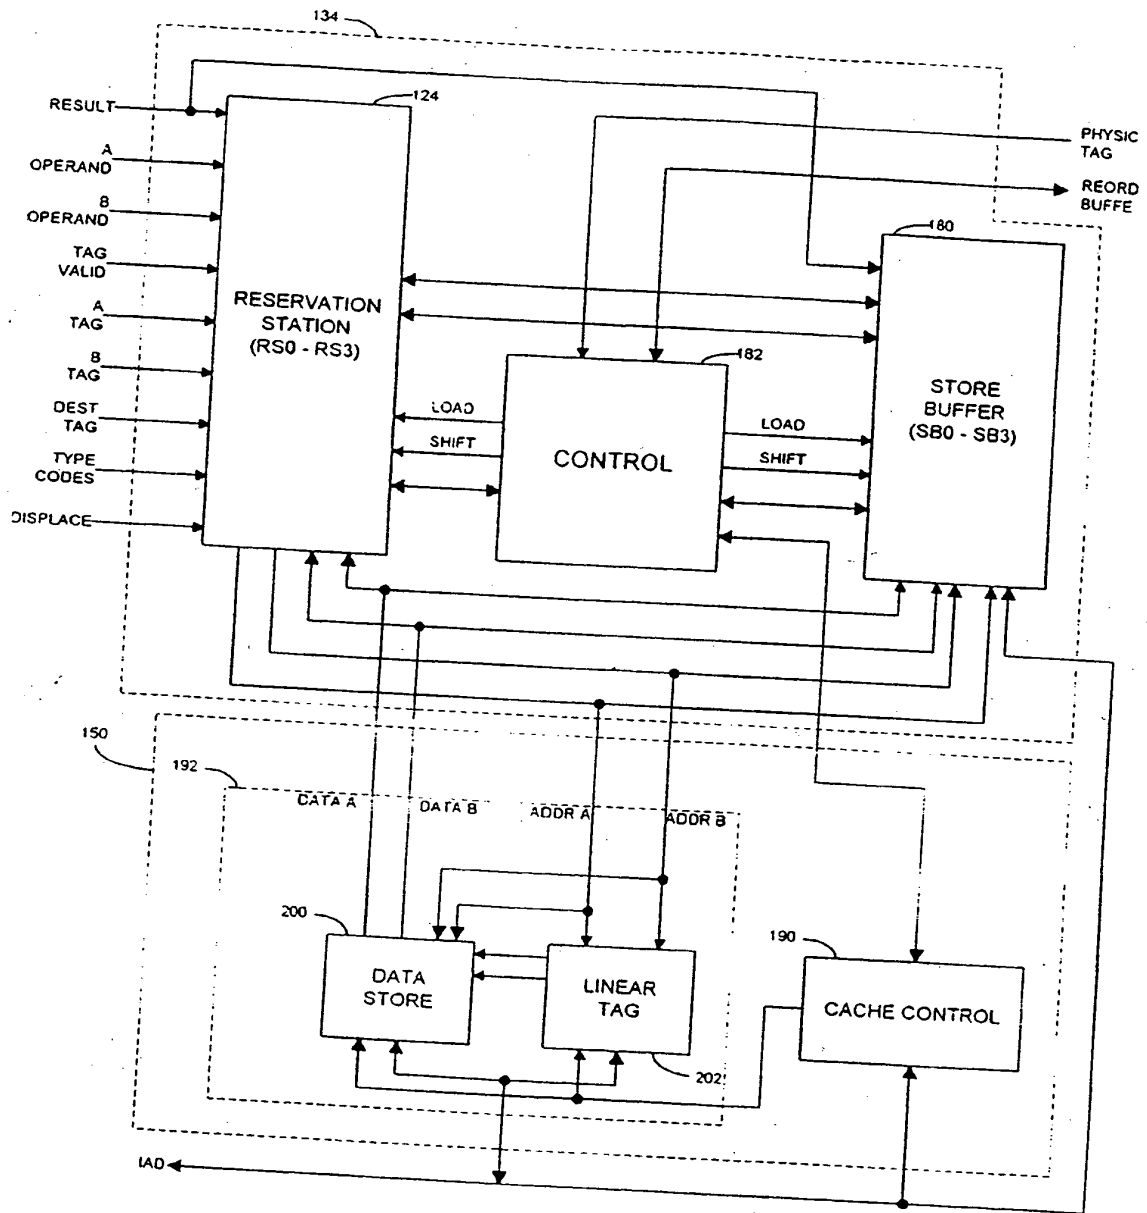 134
124
RESULT
A
OPERAND
B
OPERAND
TAG
VALID
A
TAG
B
TAG
DEST
TAG
TYPE
CODES
DISPLACE
RESERVATION
STATION
(RS0 - RS3)
PHYSIC
TAG
REORD
BUFFE
180
182
STORE
BUFFER
(SB0 - SB3)
LOAD
SHIFT
CONTROL
LOAD
SHIFT
150
192
DATA A
DATA B
ADDR A
ADDR B
200
DATA
STORE
LINEAR
TAG
202
190
CACHE CONTROL
IAD